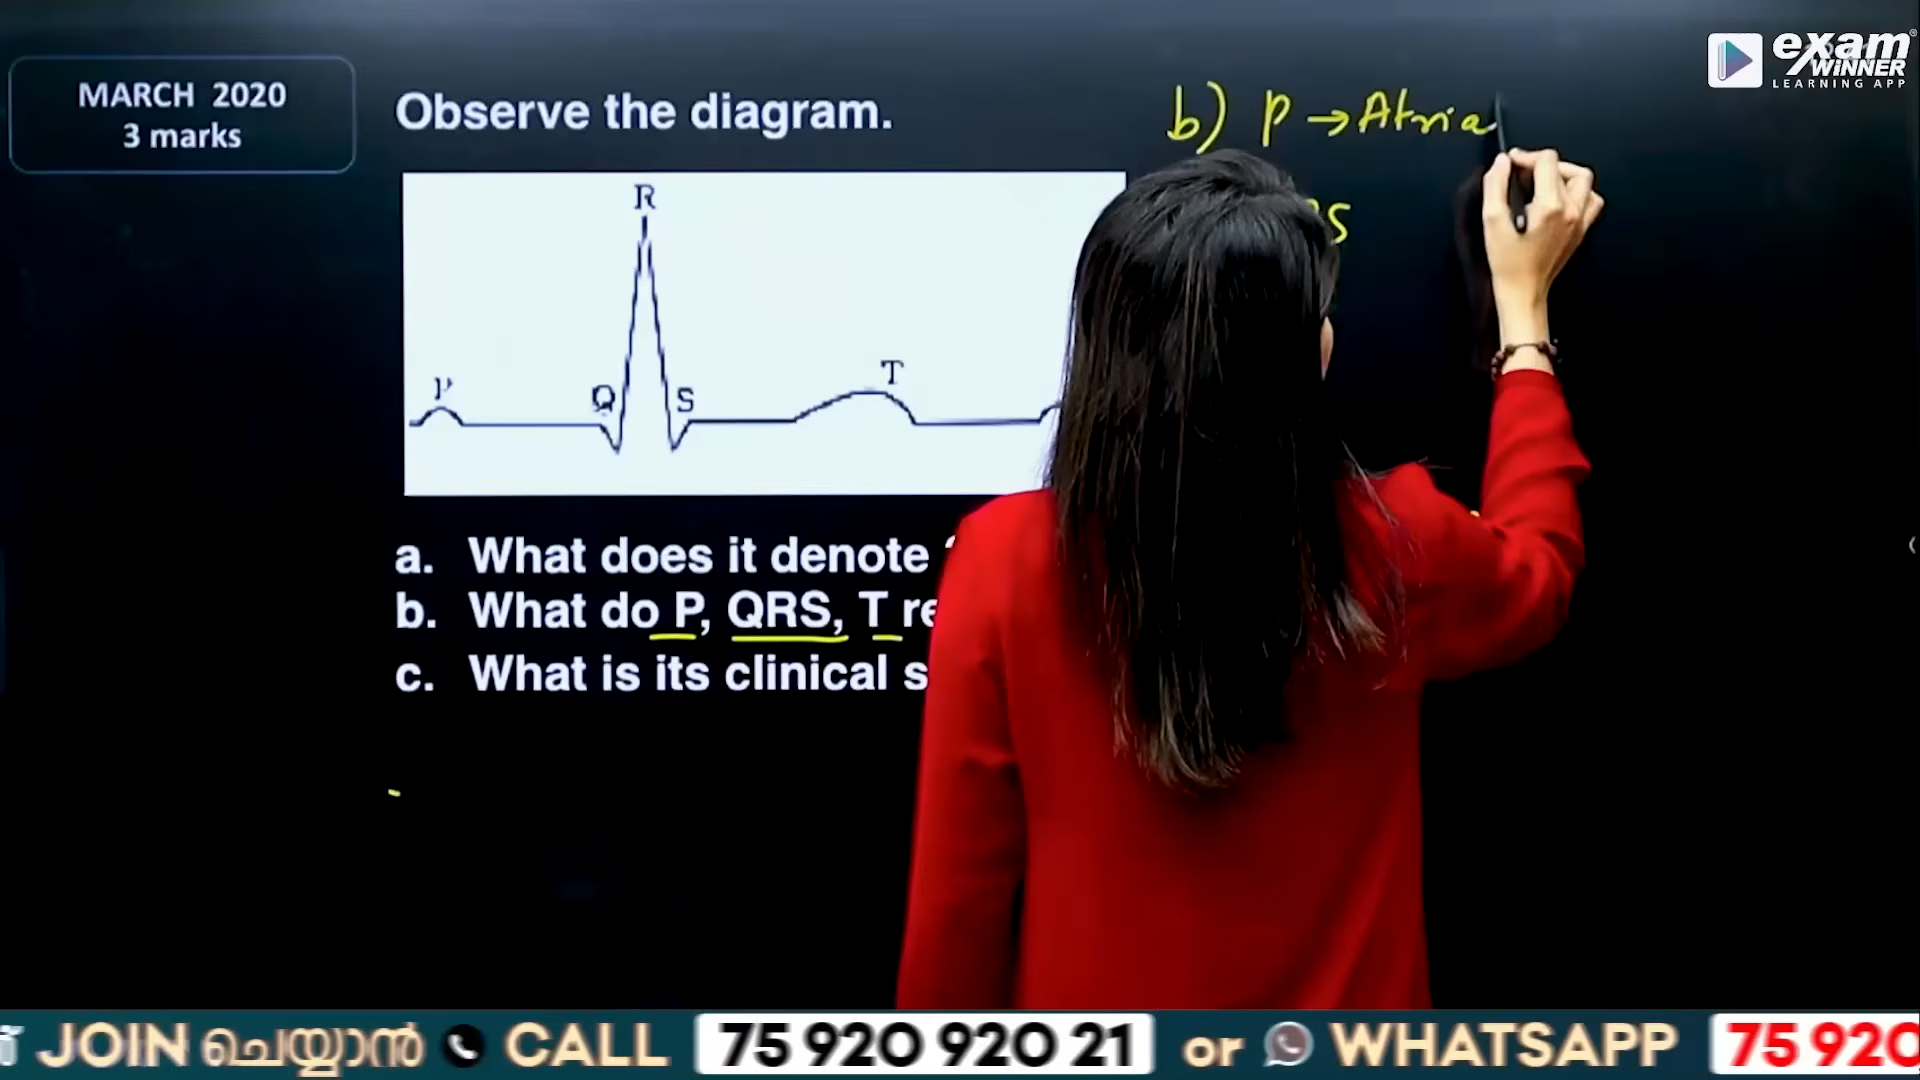 MARCH 2020
3 marks
exam
WINNER
LEARNING APP
Observe the diagram.
b) P → Atrial
S
R
P
Q
S
T
a. What does it denote
b. What do P, QRS, T re
c. What is its clinical s
JOIN ചെയ്യാൻ CALL 75 920 920 21 or WHATSAPP 75 920